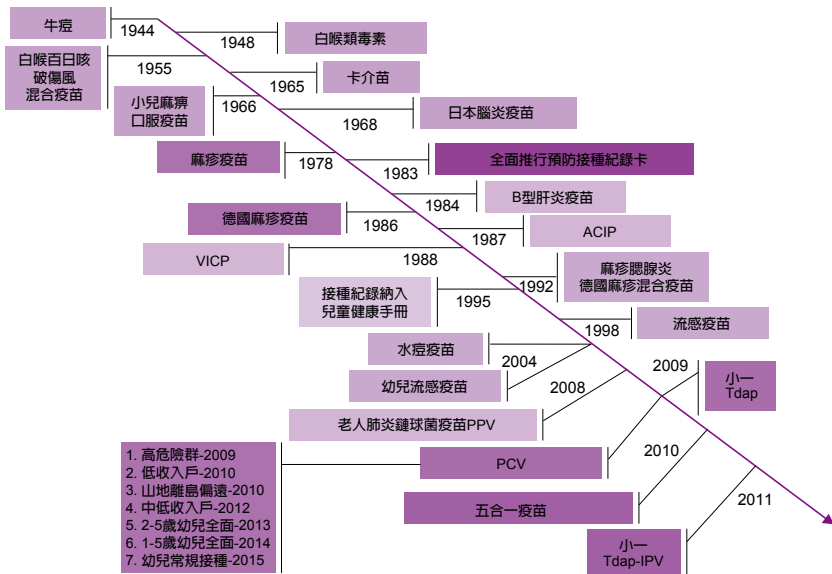 牛痘
1944
1948
白喉類毒素
白喉百日咳
破傷風
混合疫苗
1955
1965
卡介苗
小兒麻痹
口服疫苗
1966
1968
日本腦炎疫苗
麻疹疫苗
1978
1983
全面推行預防接種紀錄卡
1984
B型肝炎疫苗
德國麻疹疫苗
1986
1987
ACIP
VICP
1988
1992
麻疹腮腺炎
德國麻疹混合疫苗
接種紀錄納入
兒童健康手冊
1995
1998
流感疫苗
水痘疫苗
2004
幼兒流感疫苗
2009
小一
Tdap
2008
老人肺炎鏈球菌疫苗PPV
1. 高危險群-2009
2. 低收入戶-2010
3. 山地離島偏遠-2010
4. 中低收入戶-2012
5. 2-5歲幼兒全面-2013
6. 1-5歲幼兒全面-2014
7. 幼兒常規接種-2015
PCV
2010
五合一疫苗
2011
小一
Tdap-IPV